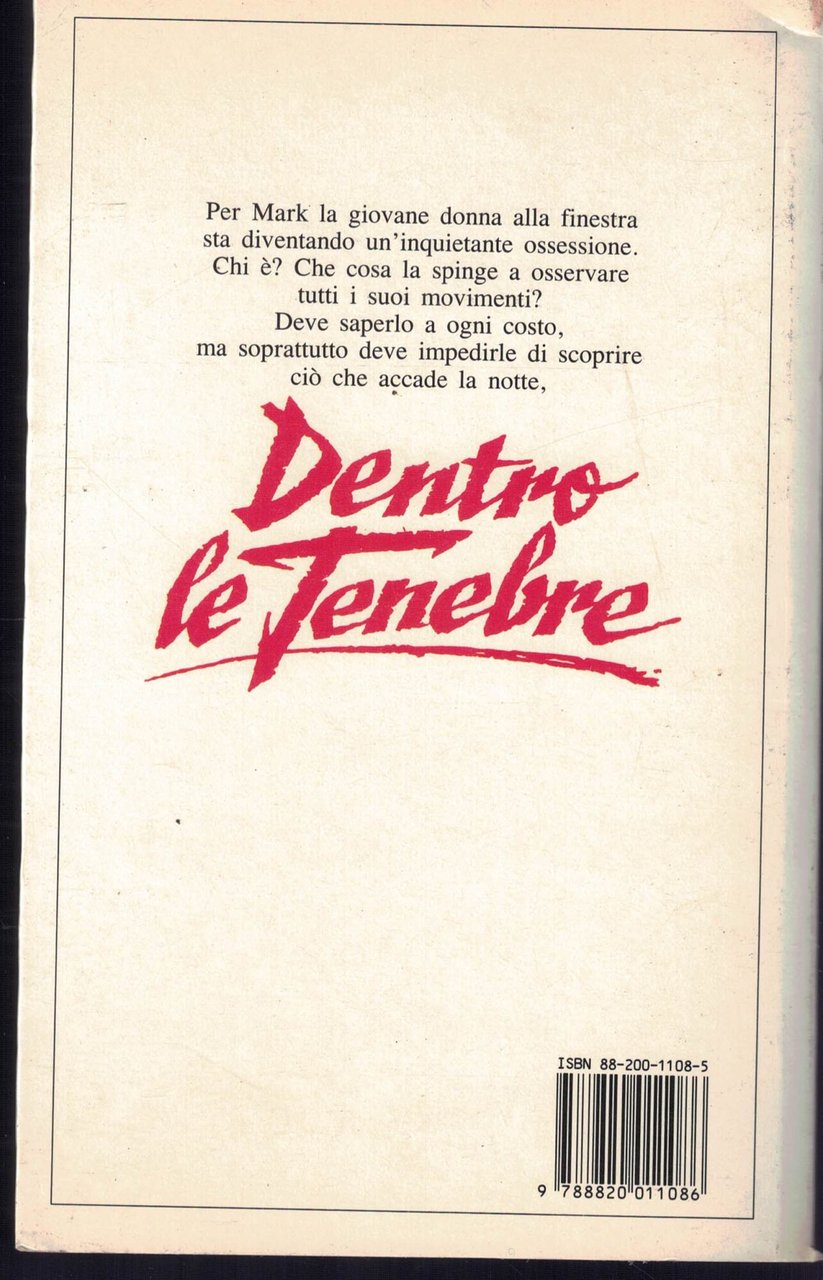 Per Mark la giovane donna alla finestra
sta diventando un'inquietante ossessione.
Chi è? Che cosa la spinge a osservare
tutti i suoi movimenti?
Deve saperlo a ogni costo,
ma soprattutto deve impedirle di scoprire
ciò che accade la notte,
Dentro
le Tenebre
ISBN 88-200-1108-5
9 788820 011086